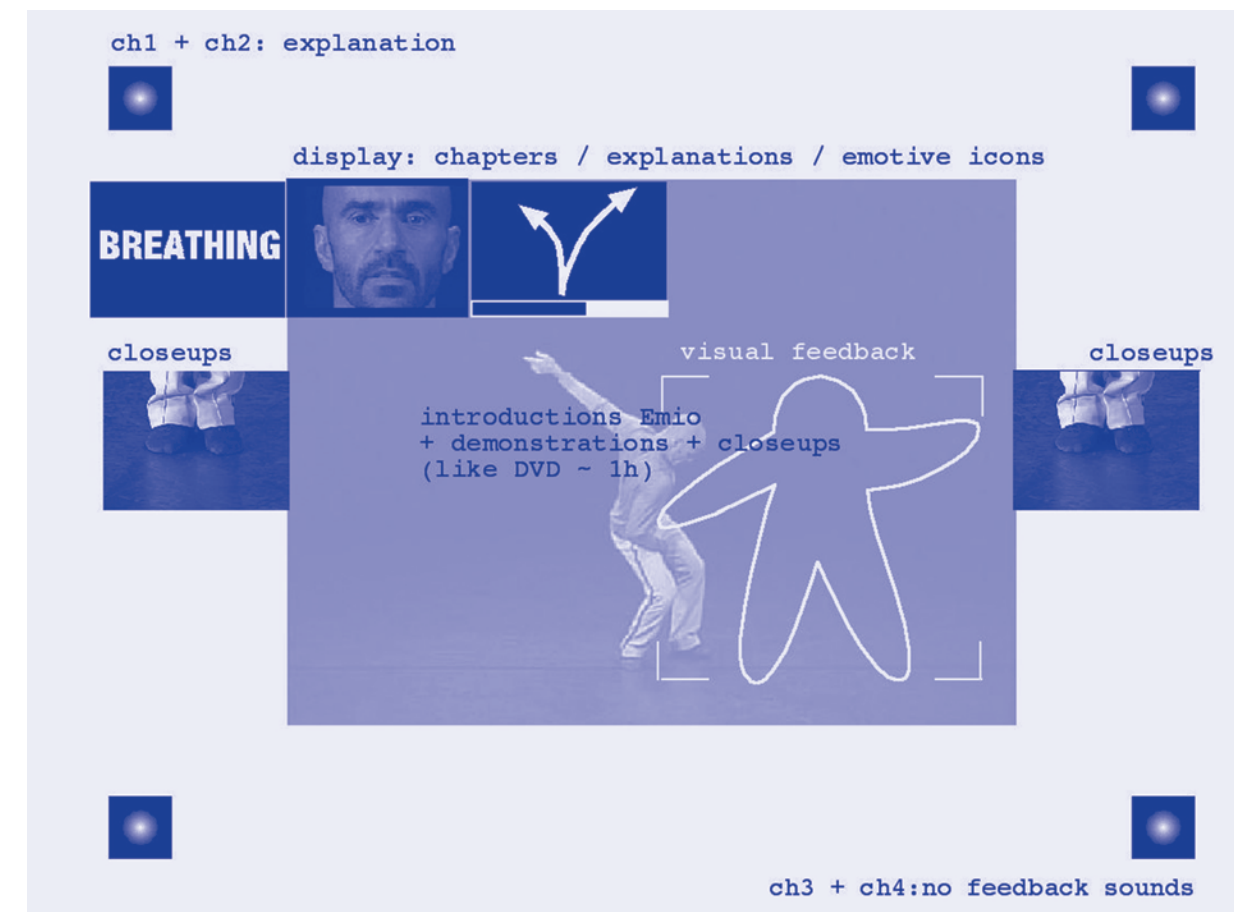 ch1 + ch2: explanation
display: chapters / explanations / emotive icons
BREATHING
closeups
visual feedback
closeups
introductions Emio
+ demonstrations + closeups
(like DVD ~ 1h)
ch3 + ch4:no feedback sounds